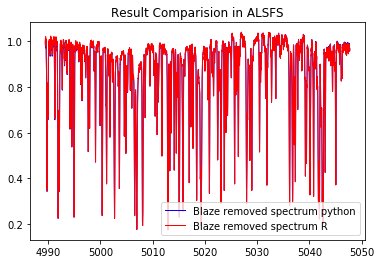 Result Comparision in ALSFS
1.0
0.8
0.6
0.4
0.2
Blaze removed spectrum python
Blaze removed spectrum R
4990 5000 5010 5020 5030 5040 5050